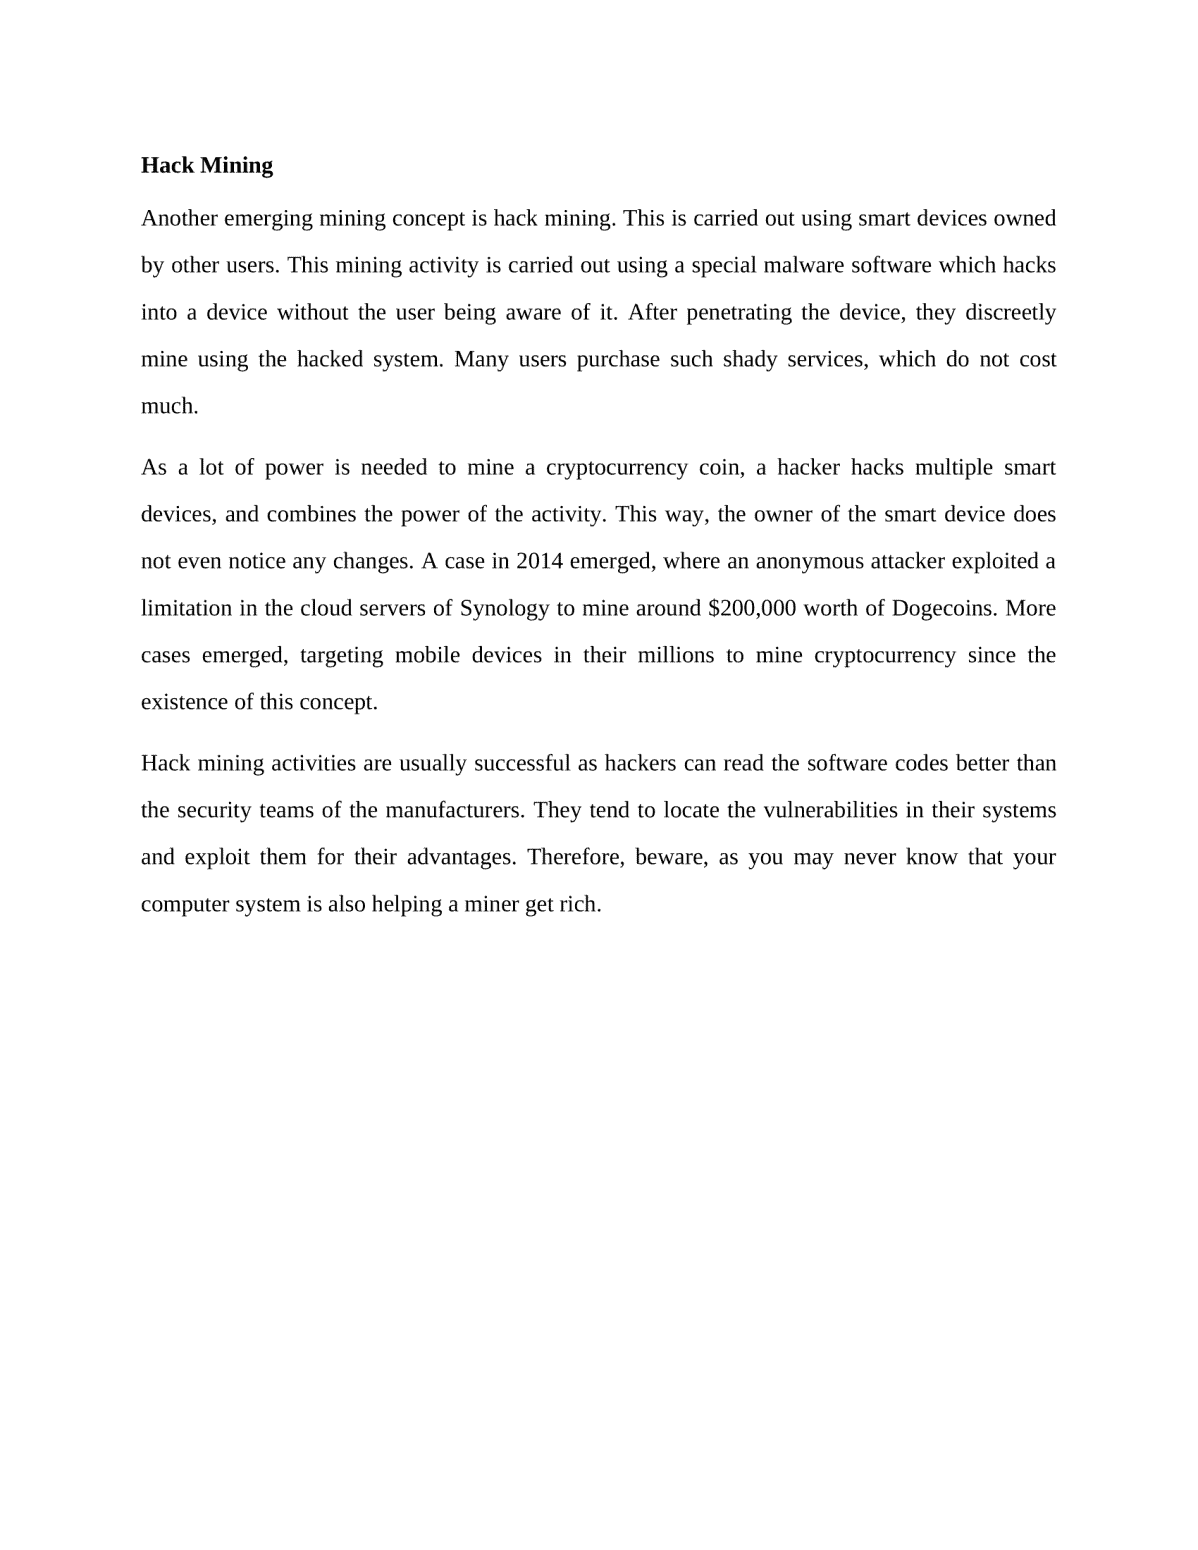 Hack Mining
Another emerging mining concept is hack mining. This is carried out using smart devices owned
by other users. This mining activity is carried out using a special malware software which hacks
into a device without the user being aware of it. After penetrating the device, they discreetly
mine using the hacked system. Many users purchase such shady services, which do not cost
much.
As a lot of power is needed to mine a cryptocurrency coin, a hacker hacks multiple smart
devices, and combines the power of the activity. This way, the owner of the smart device does
not even notice any changes. A case in 2014 emerged, where an anonymous attacker exploited a
limitation in the cloud servers of Synology to mine around $200,000 worth of Dogecoins. More
cases emerged, targeting mobile devices in their millions to mine cryptocurrency since the
existence of this concept.
Hack mining activities are usually successful as hackers can read the software codes better than
the security teams of the manufacturers. They tend to locate the vulnerabilities in their systems
and exploit them for their advantages. Therefore, beware, as you may never know that your
computer system is also helping a miner get rich.